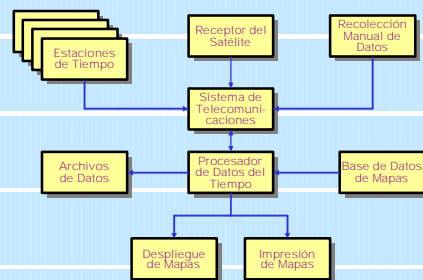 Estaciones
de Tiempo
Receptor del
Satélite
Recolección
Manual de
Datos
Sistema de
Telecomuni-
caciones
Archivos
de Datos
Procesador
de Datos del
Tiempo
Base de Datos
de Mapas
Despliegue
de Mapas
Impresión
de Mapas